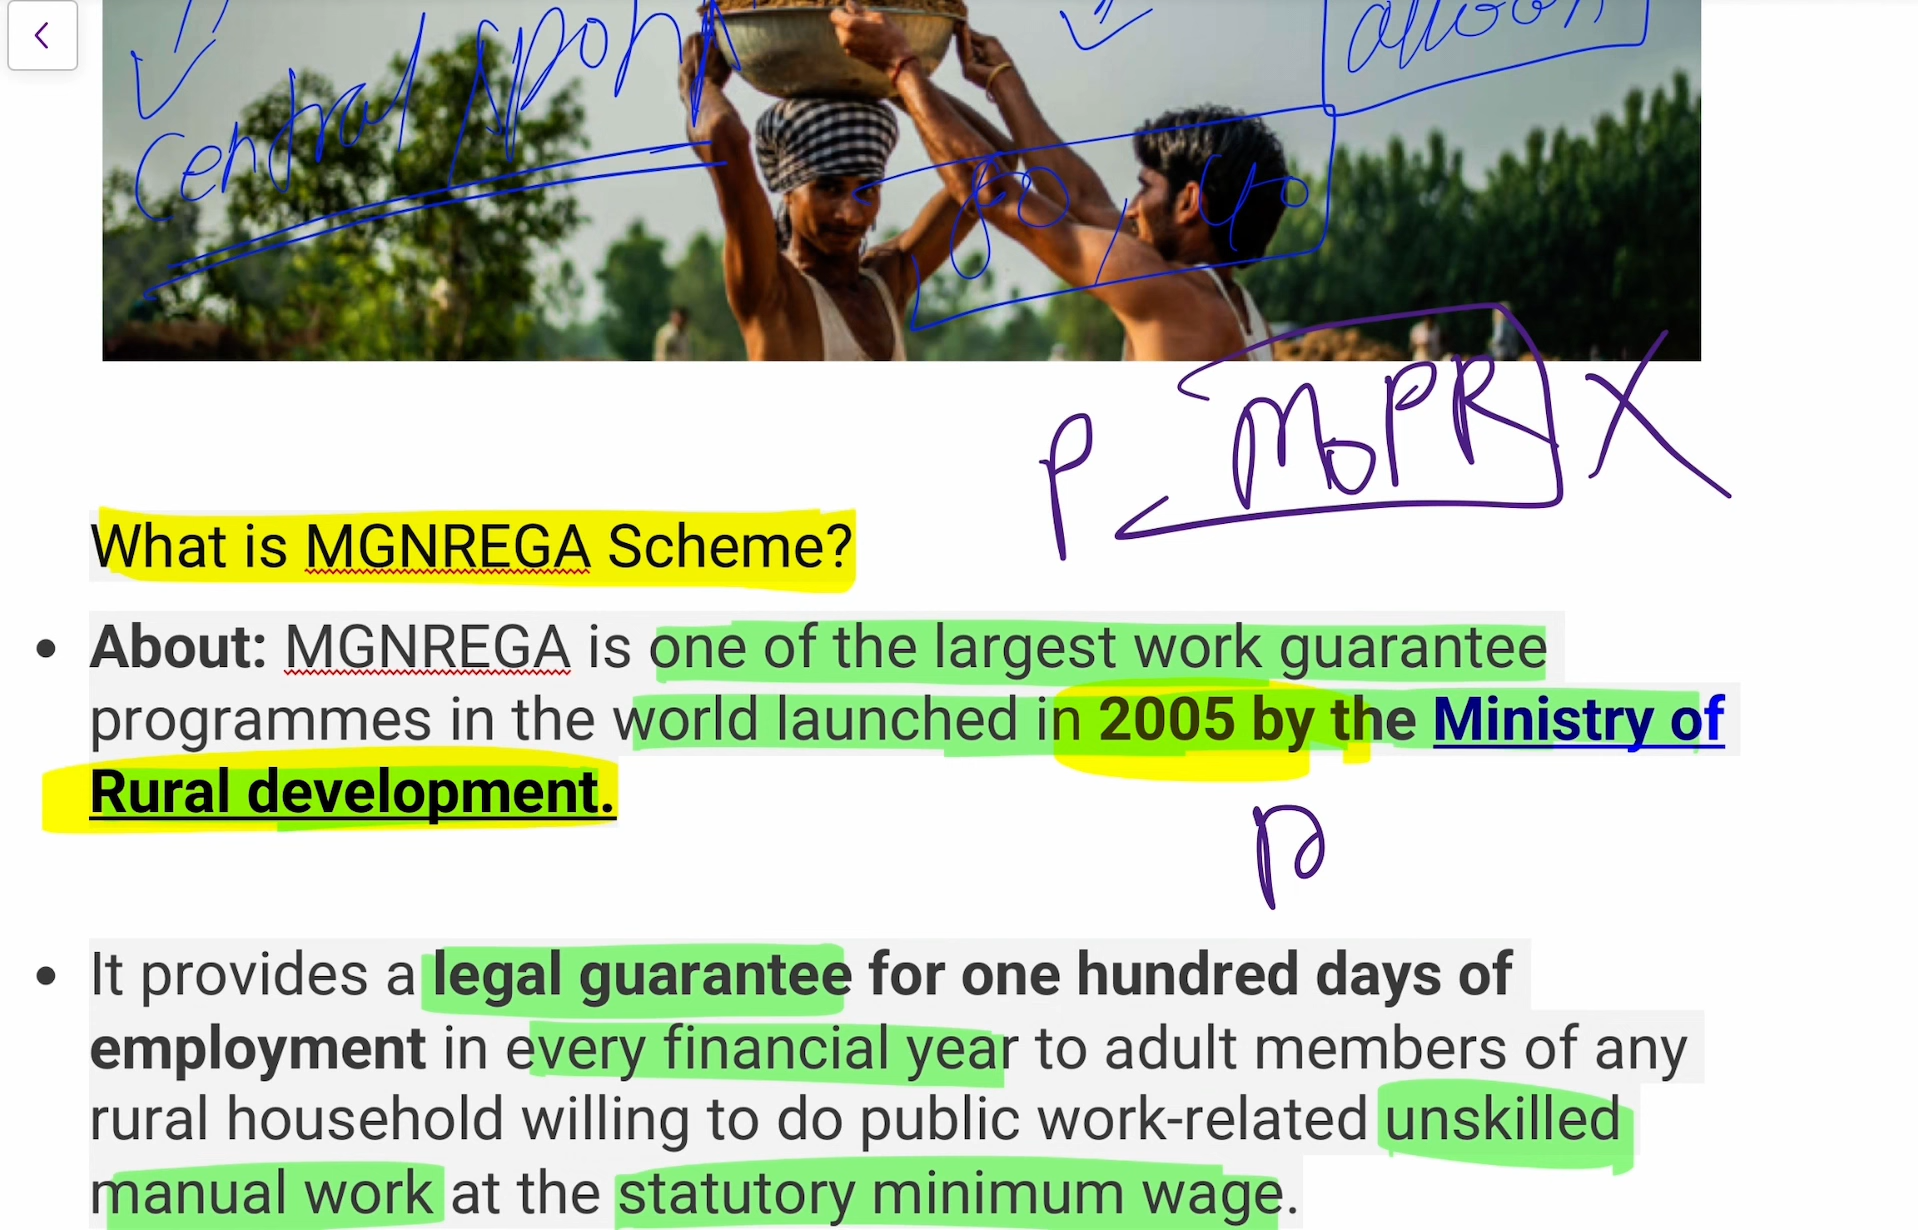 Central Spons
60, 40
MoPR X
P
What is MGNREGA Scheme?
• About: MGNREGA is one of the largest work guarantee
programmes in the world launched in 2005 by the Ministry of
Rural development.
• It provides a legal guarantee for one hundred days of
employment in every financial year to adult members of any
rural household willing to do public work-related unskilled
manual work at the statutory minimum wage.